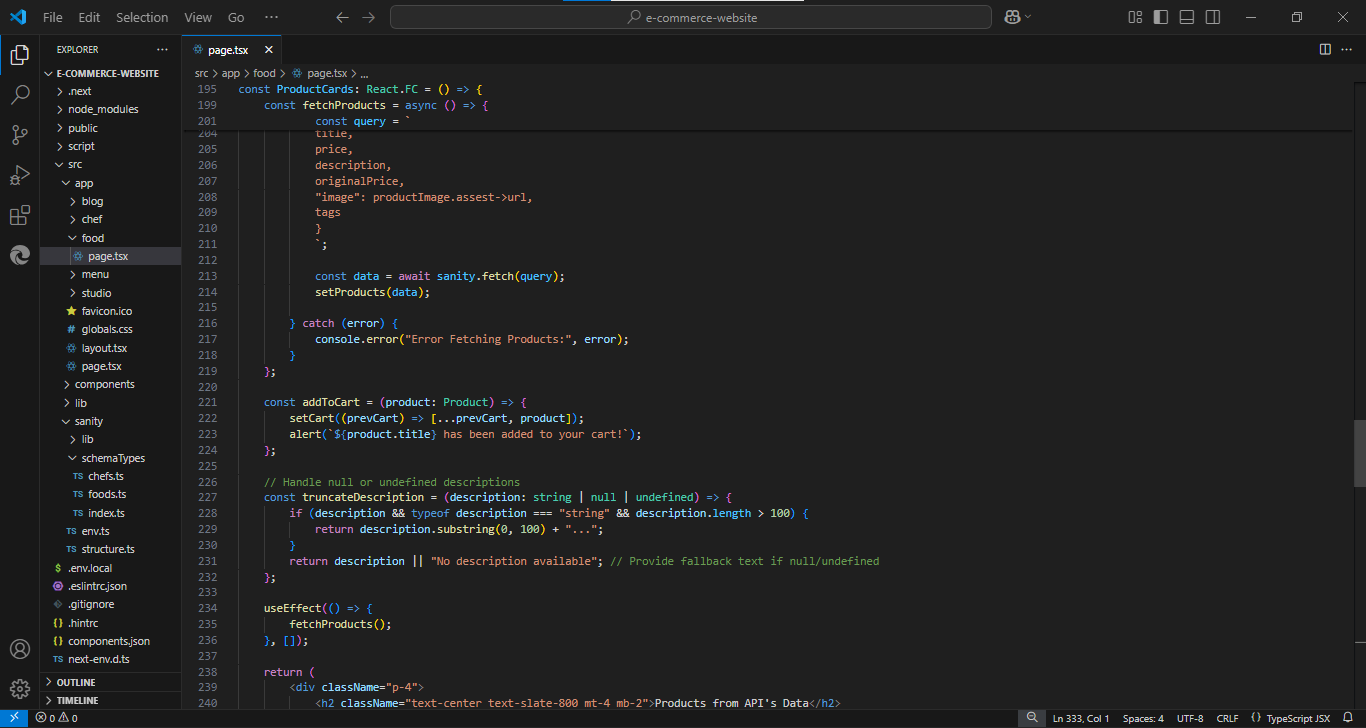 File Edit Selection View Go ··· e-commerce-website
EXPLORER ···
page.tsx
E-COMMERCE-WEBSITE
.next
node_modules
public
script
src
app
blog
chef
food
page.tsx
menu
studio
favicon.ico
# globals.css
layout.tsx
page.tsx
components
lib
sanity
lib
schemaTypes
TS chefs.ts
TS foods.ts
TS index.ts
TS env.ts
TS structure.ts
$ .env.local
.eslintrc.json
.gitignore
{} .hintrc
{} components.json
TS next-env.d.ts
OUTLINE
TIMELINE
src > app > food > page.tsx > ...
195 const ProductCards: React.FC = () => {
199 const fetchProducts = async () => {
201 const query = `
204 title,
205 price,
206 description,
207 originalPrice,
208 "image": productImage.assest->url,
209 tags
210 }
211 `;
212
213 const data = await sanity.fetch(query);
214 setProducts(data);
215
216 } catch (error) {
217 console.error("Error Fetching Products:", error);
218 }
219 };
220
221 const addToCart = (product: Product) => {
222 setCart((prevCart) => [...prevCart, product]);
223 alert(`${product.title} has been added to your cart!`);
224 };
225
226 // Handle null or undefined descriptions
227 const truncateDescription = (description: string | null | undefined) => {
228 if (description && typeof description === "string" && description.length > 100) {
229 return description.substring(0, 100) + "...";
230 }
231 return description || "No description available"; // Provide fallback text if null/undefined
232 };
233
234 useEffect(() => {
235 fetchProducts();
236 }, []);
237
238 return (
239 <div className="p-4">
240 <h2 className="text-center text-slate-800 mt-4 mb-2">Products from API's Data</h2>
0 0 Ln 333, Col 1 Spaces: 4 UTF-8 CRLF {} TypeScript JSX